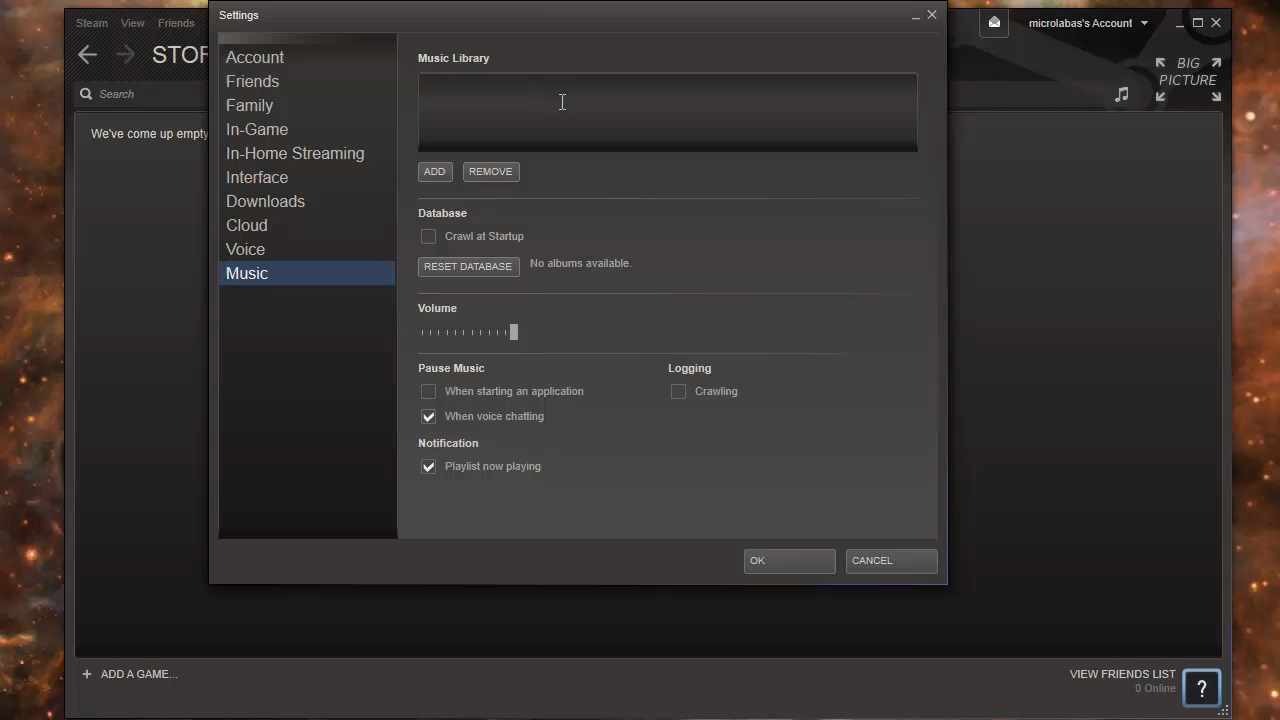 Settings
Steam View Friends
STOR
microlabas's Account
BIG
PICTURE
Search
We've come up empty
Account
Friends
Family
In-Game
In-Home Streaming
Interface
Downloads
Cloud
Voice
Music
Music Library
ADD REMOVE
Database
Crawl at Startup
RESET DATABASE No albums available.
Volume
Pause Music Logging
When starting an application Crawling
When voice chatting
Notification
Playlist now playing
OK CANCEL
+ ADD A GAME...
VIEW FRIENDS LIST
0 Online
?